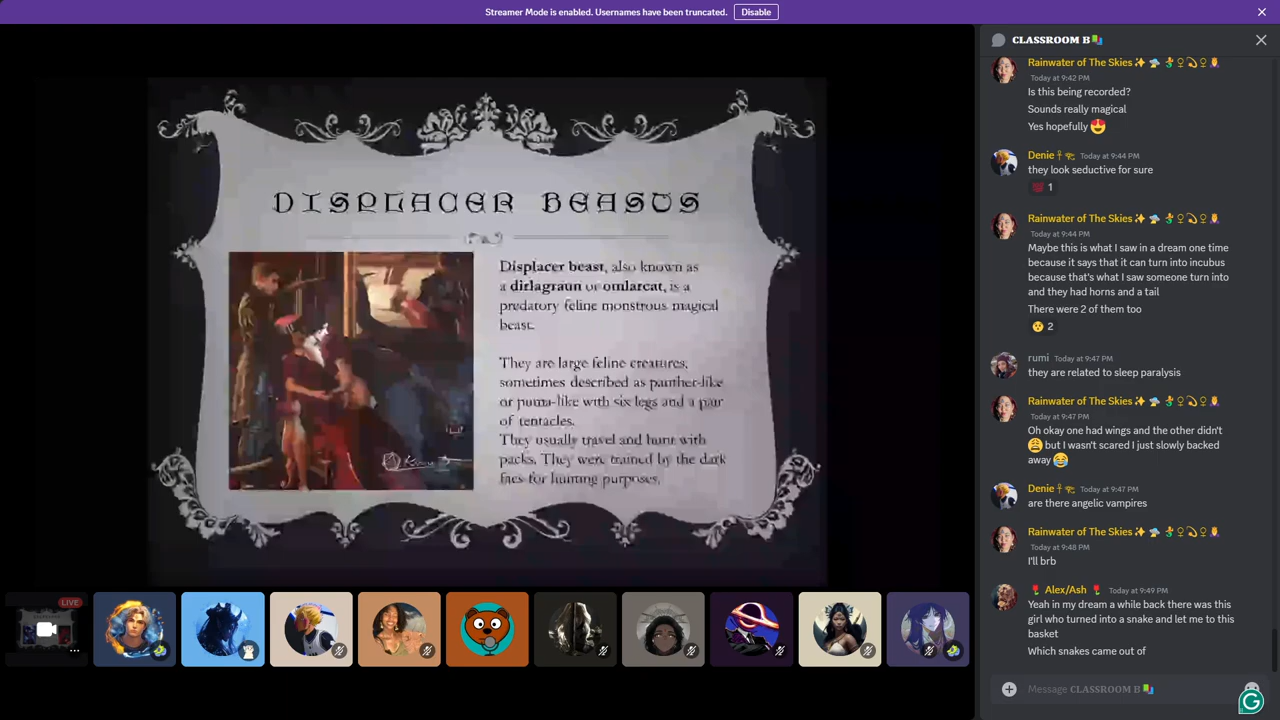 Streamer Mode is enabled. Usernames have been truncated. Disable
CLASSROOM B
DISPLACER BEASTS
Displacer beast, also known as
a dirlagraun or omlarcat, is a
predatory feline monstrous magical
beast.
They are large feline creatures,
sometimes described as panther-like
or puma-like with six legs and a pair
of tentacles.
They usually travel and hunt with
packs. They were trained by the dark
faes for hunting purposes.
LIVE
Rainwater of The Skies
Today at 9:42 PM
Is this being recorded?
Sounds really magical
Yes hopefully
Denie Today at 9:44 PM
they look seductive for sure
1
Rainwater of The Skies
Today at 9:44 PM
Maybe this is what I saw in a dream one time
because it says that it can turn into incubus
because that's what I saw someone turn into
and they had horns and a tail
There were 2 of them too
2
rumi Today at 9:47 PM
they are related to sleep paralysis
Rainwater of The Skies
Today at 9:47 PM
Oh okay one had wings and the other didn't
but I wasn't scared I just slowly backed
away
Denie Today at 9:47 PM
are there angelic vampires
Rainwater of The Skies
Today at 9:48 PM
I'll brb
Alex/Ash Today at 9:49 PM
Yeah in my dream a while back there was this
girl who turned into a snake and let me to this
basket
Which snakes came out of
Message CLASSROOM B